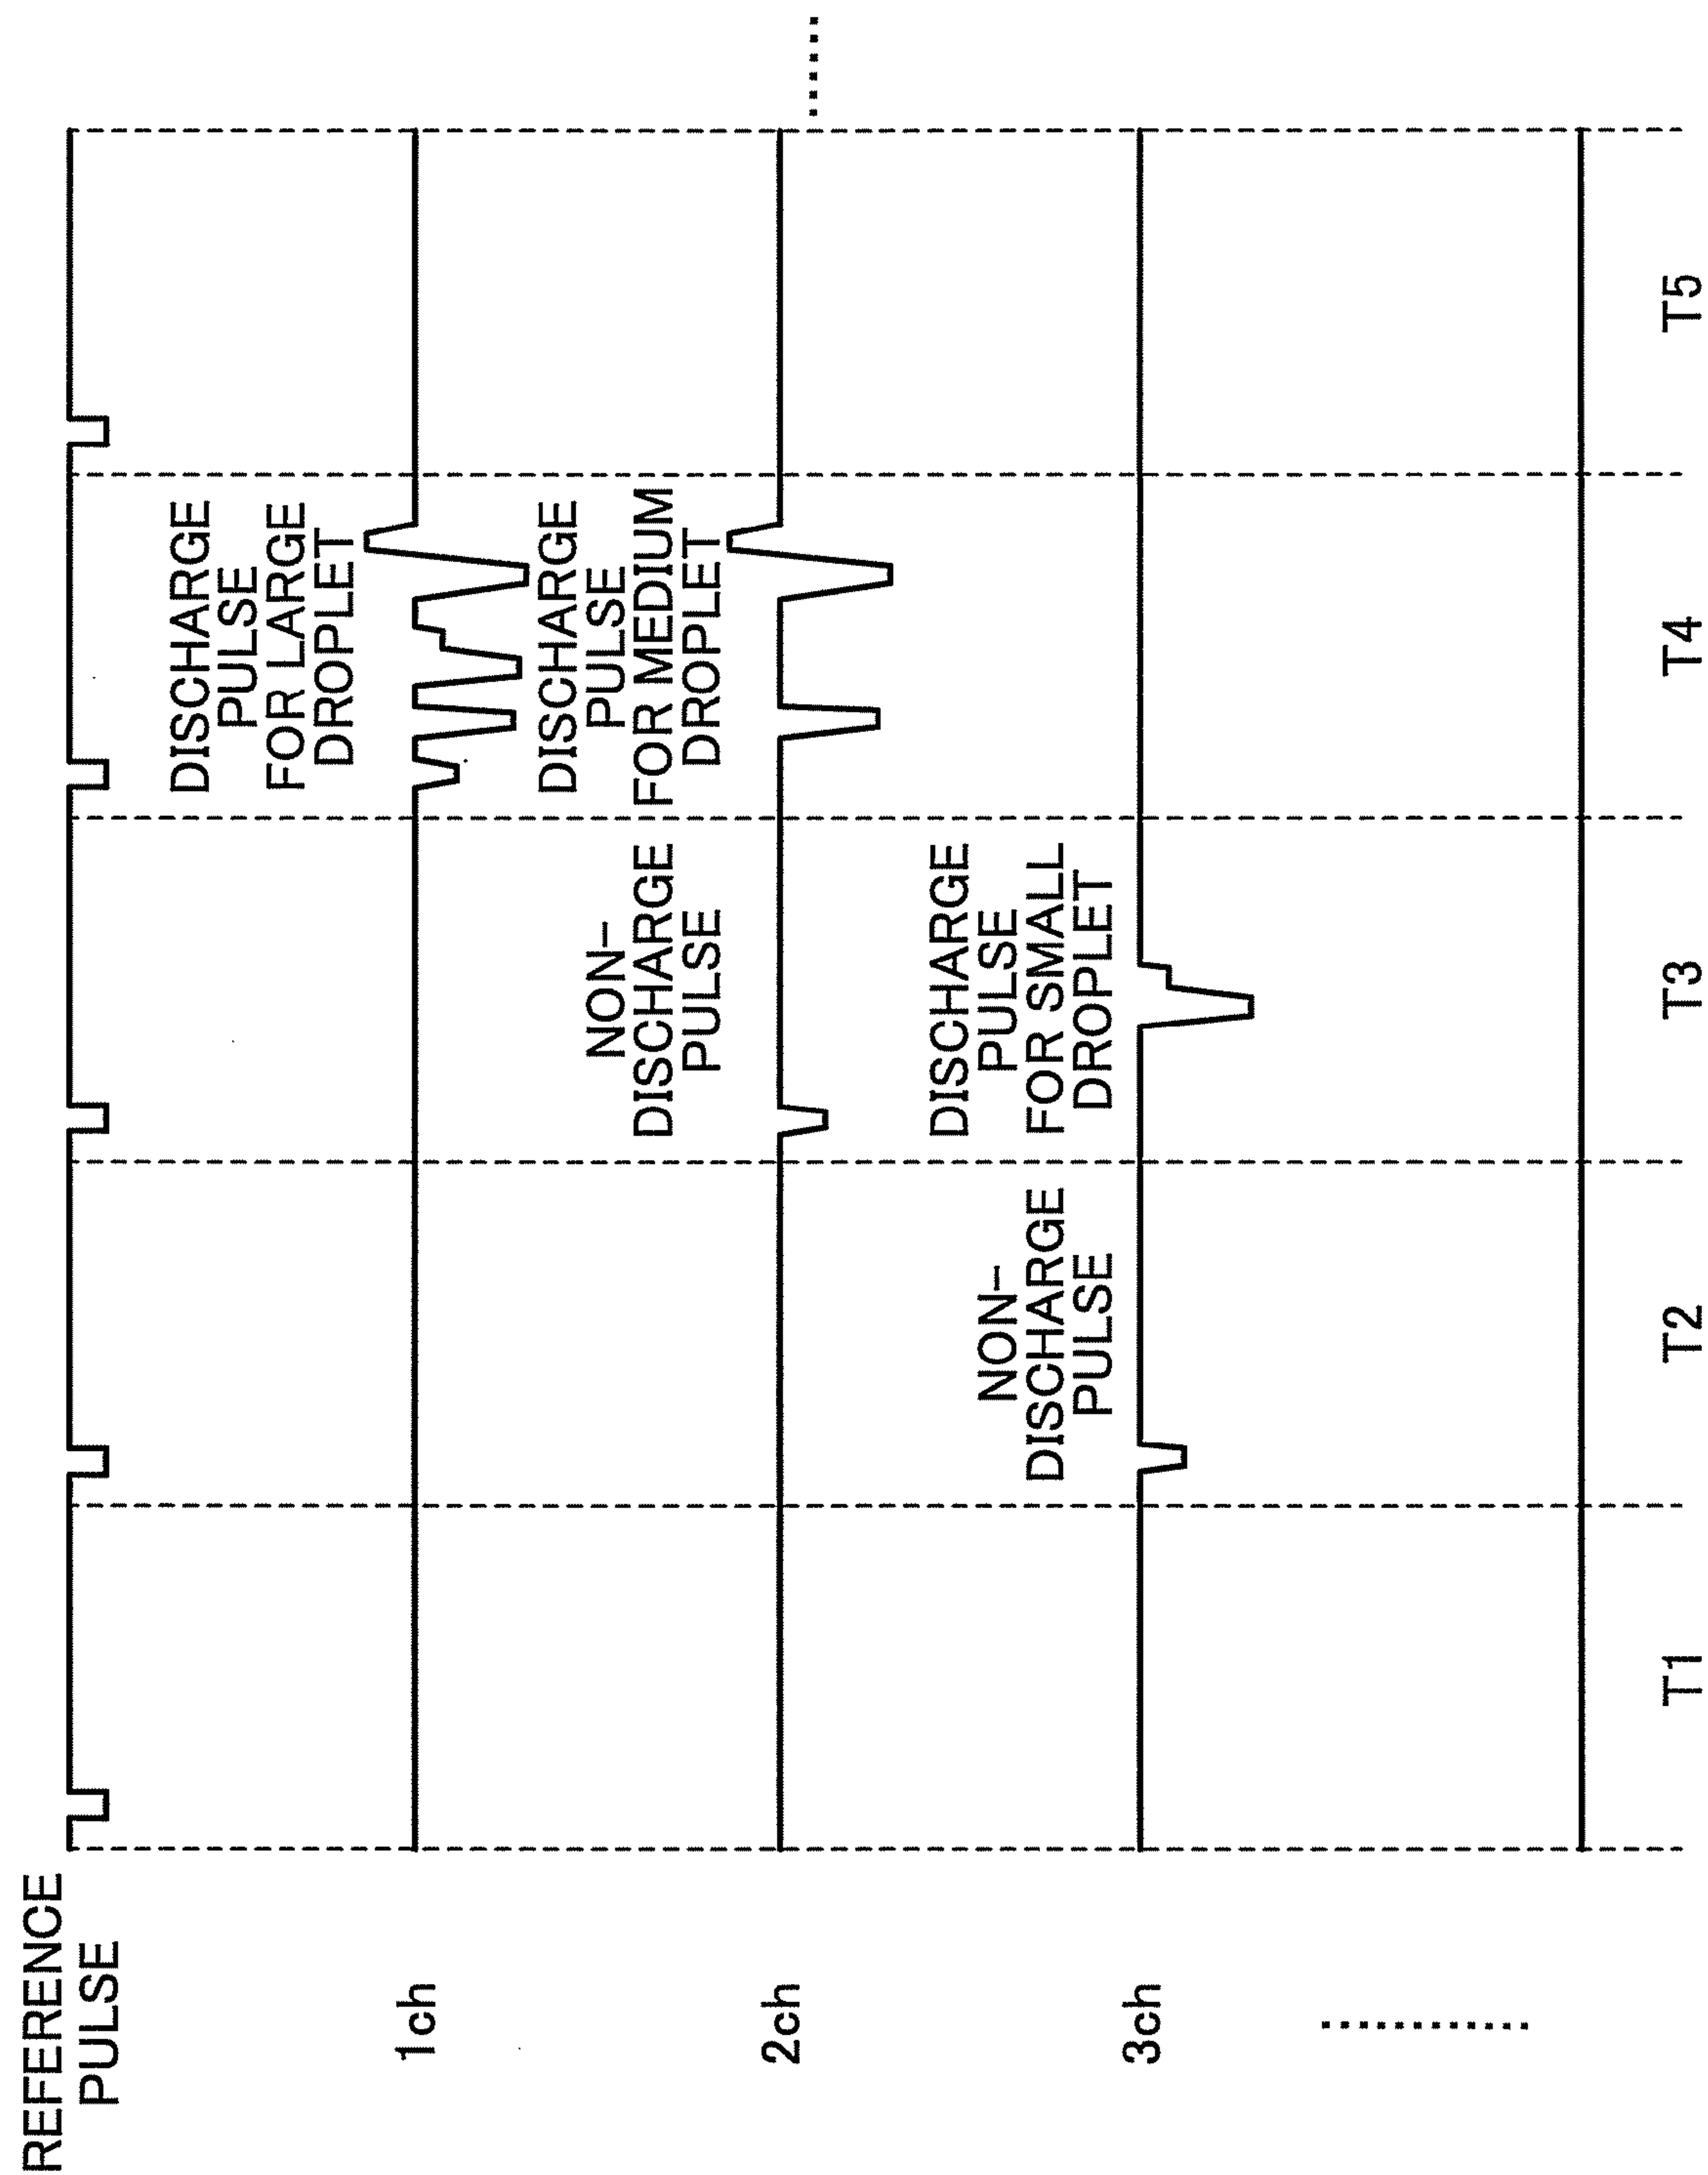 REFERENCE
PULSE
DISCHARGE
PULSE
FOR LARGE
DROPLET
1ch
NON-
DISCHARGE
PULSE
DISCHARGE
PULSE
FOR MEDIUM
DROPLET
2ch
NON-
DISCHARGE
PULSE
DISCHARGE
PULSE
FOR SMALL
DROPLET
3ch
T1
T2
T3
T4
T5